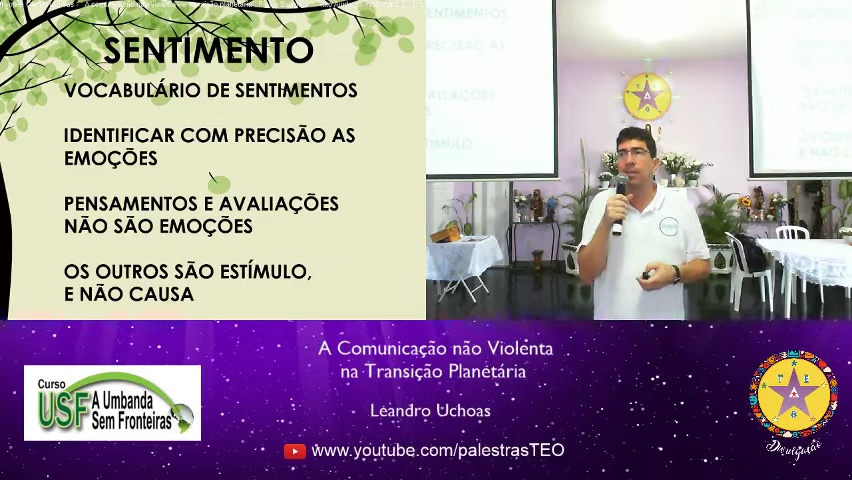 SENTIMENTO
VOCABULÁRIO DE SENTIMENTOS
IDENTIFICAR COM PRECISÃO AS
EMOÇÕES
PENSAMENTOS E AVALIAÇÕES
NÃO SÃO EMOÇÕES
OS OUTROS SÃO ESTÍMULO,
E NÃO CAUSA
A Comunicação não Violenta
na Transição Planetária
Leandro Uchoas
www.youtube.com/palestrasTEO
Curso
USF A Umbanda
Sem Fronteiras
Divulgação